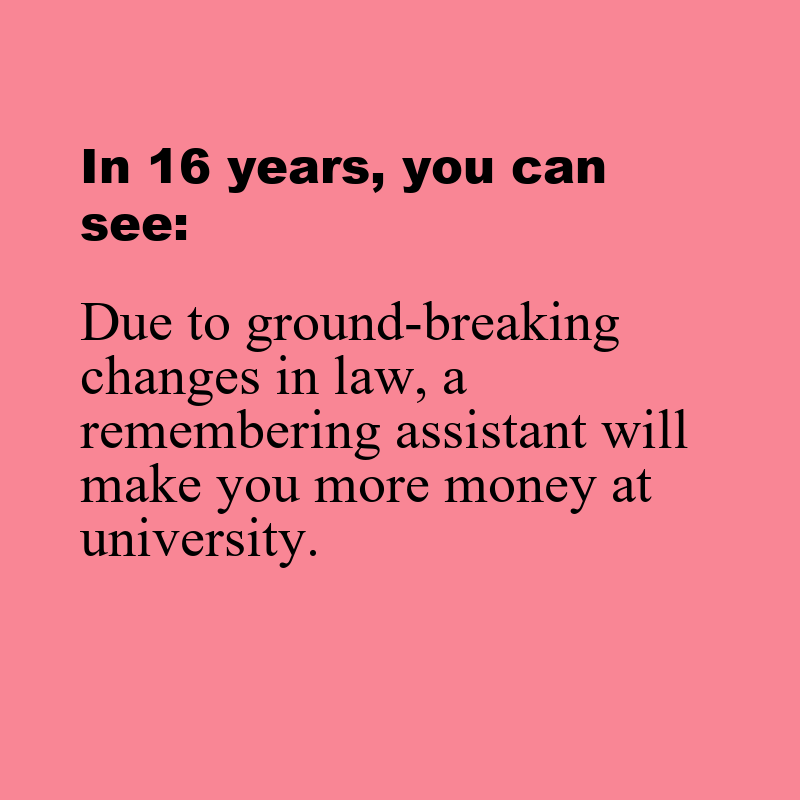 In 16 years, you can
see:
Due to ground-breaking
changes in law, a
remembering assistant will
make you more money at
university.